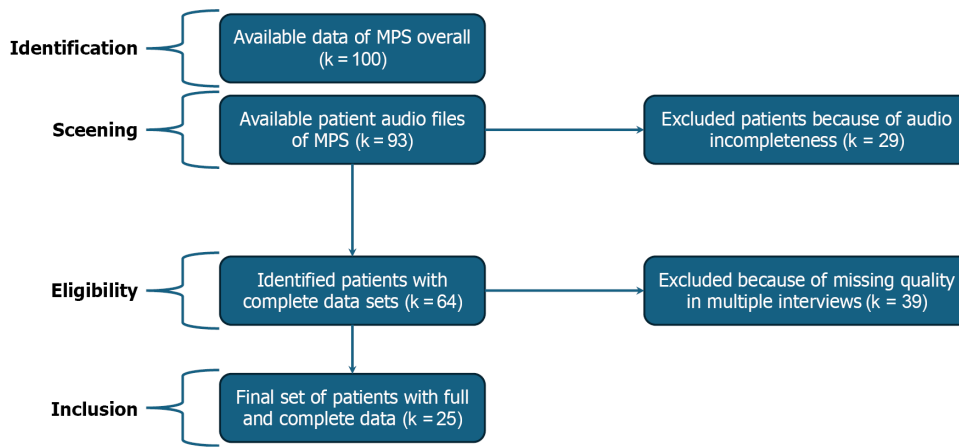 Identification
Available data of MPS overall
(k = 100)
Sceening
Available patient audio files
of MPS (k = 93)
Excluded patients because of audio
incompleteness (k = 29)
Eligibility
Identified patients with
complete data sets (k = 64)
Excluded because of missing quality
in multiple interviews (k = 39)
Inclusion
Final set of patients with full
and complete data (k = 25)